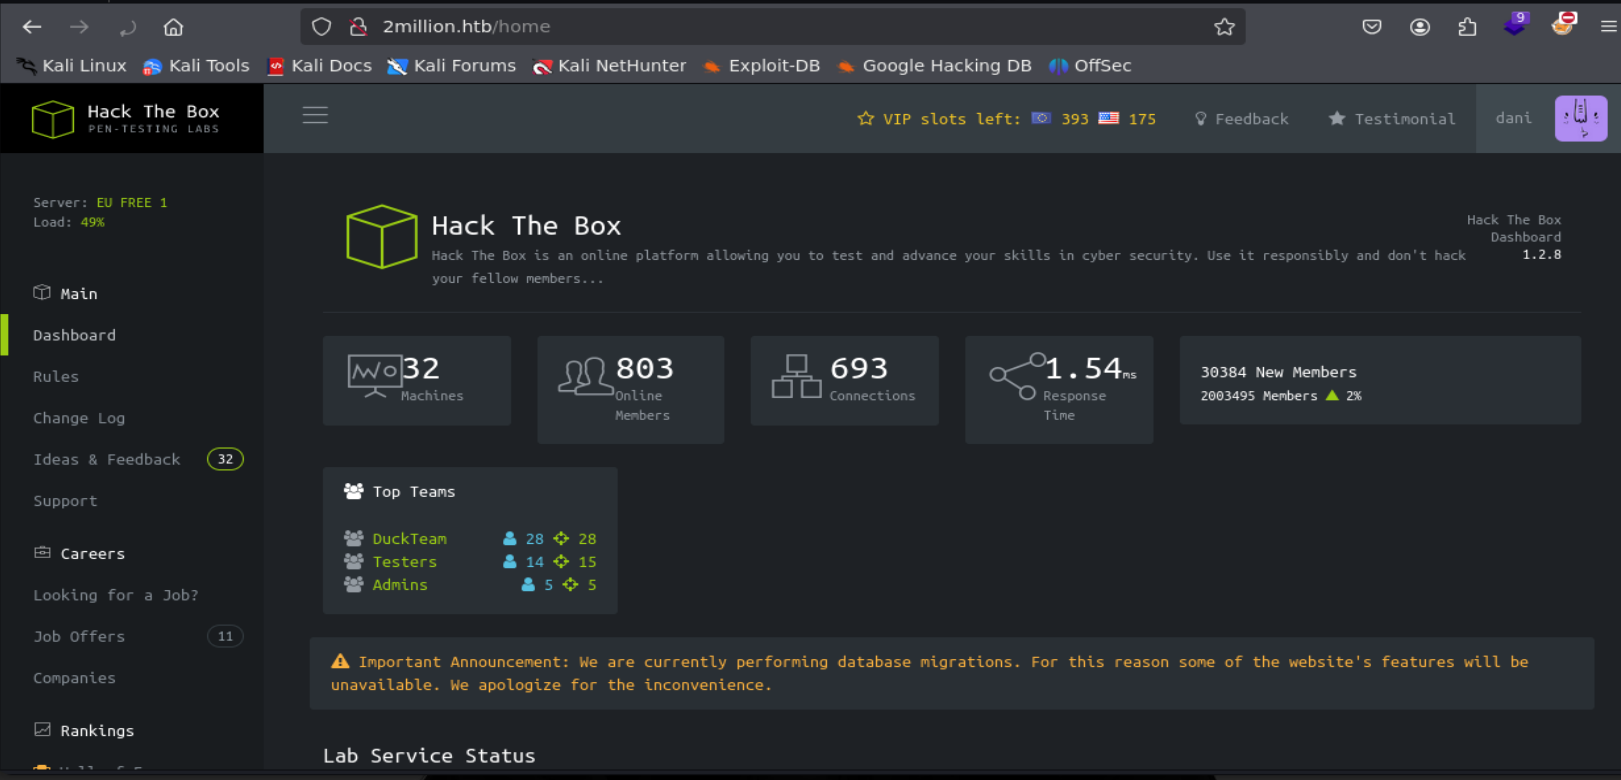 2million.htb/home
9
Kali Linux Kali Tools Kali Docs Kali Forums Kali NetHunter Exploit-DB Google Hacking DB OffSec
Hack The Box
PEN-TESTING LABS
VIP slots left: 393 175 Feedback Testimonial dani
Server: EU FREE 1
Load: 49%
Main
Dashboard
Rules
Change Log
Ideas & Feedback 32
Support
Careers
Looking for a Job?
Job Offers 11
Companies
Rankings
Hack The Box
Hack The Box is an online platform allowing you to test and advance your skills in cyber security. Use it responsibly and don't hack
your fellow members...
Hack The Box
Dashboard
1.2.8
32
Machines
803
Online
Members
693
Connections
1.54ms
Response
Time
30384 New Members
2003495 Members 2%
Top Teams
DuckTeam 28 28
Testers 14 15
Admins 5 5
Important Announcement: We are currently performing database migrations. For this reason some of the website's features will be
unavailable. We apologize for the inconvenience.
Lab Service Status